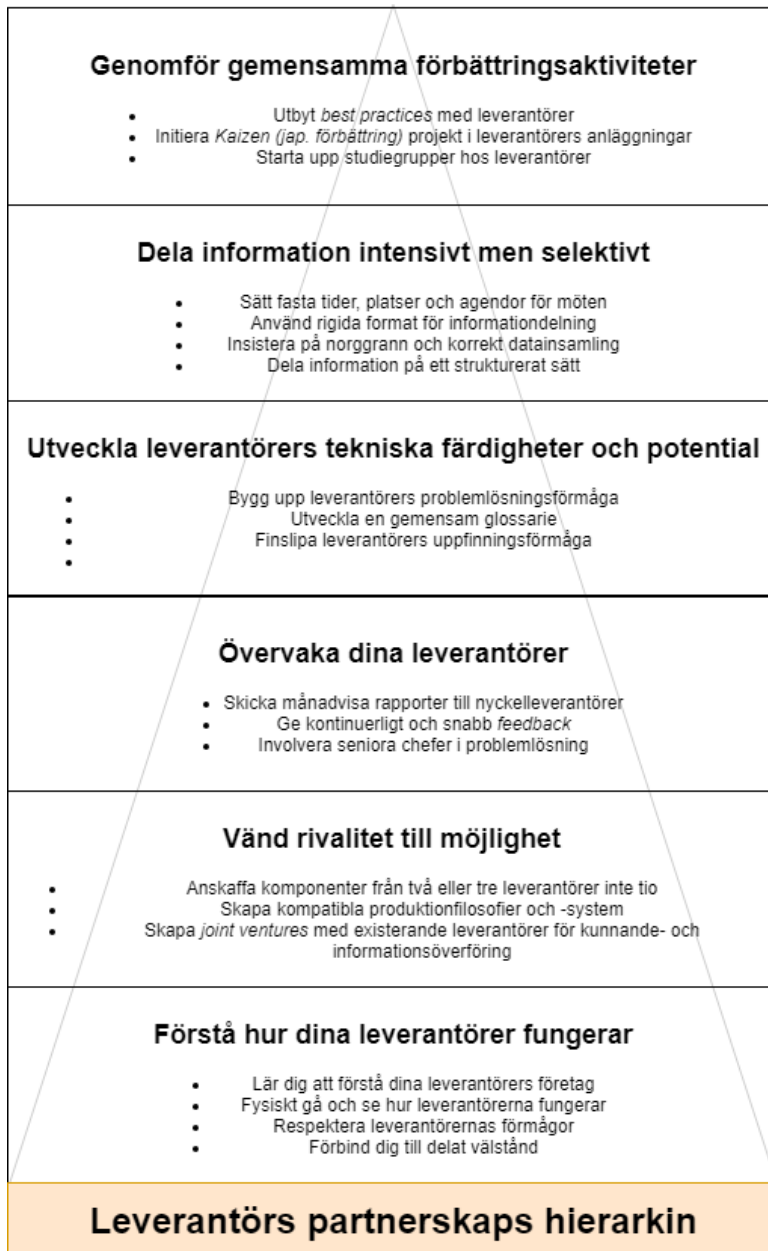 Genomför gemensamma förbättringsaktiviteter
• Utbyt best practices med leverantörer
• Initiera Kaizen (jap. förbättring) projekt i leverantörers anläggningar
• Starta upp studiegrupper hos leverantörer
Dela information intensivt men selektivt
• Sätt fasta tider, platser och agendor för möten
• Använd rigida format för informationdelning
• Insistera på norggrann och korrekt datainsamling
• Dela information på ett strukturerat sätt
Utveckla leverantörers tekniska färdigheter och potential
• Bygg upp leverantörers problemlösningsförmåga
• Utveckla en gemensam glossarie
• Finslipa leverantörers uppfinningsförmåga
•
Övervaka dina leverantörer
• Skicka månadvisa rapporter till nyckelleverantörer
• Ge kontinuerligt och snabb feedback
• Involvera seniora chefer i problemlösning
Vänd rivalitet till möjlighet
• Anskaffa komponenter från två eller tre leverantörer inte tio
• Skapa kompatibla produktionfilosofier och -system
• Skapa joint ventures med existerande leverantörer för kunnande- och
informationsöverföring
Förstå hur dina leverantörer fungerar
• Lär dig att förstå dina leverantörers företag
• Fysiskt gå och se hur leverantörerna fungerar
• Respektera leverantörernas förmågor
• Förbind dig till delat välstånd
Leverantörs partnerskaps hierarkin